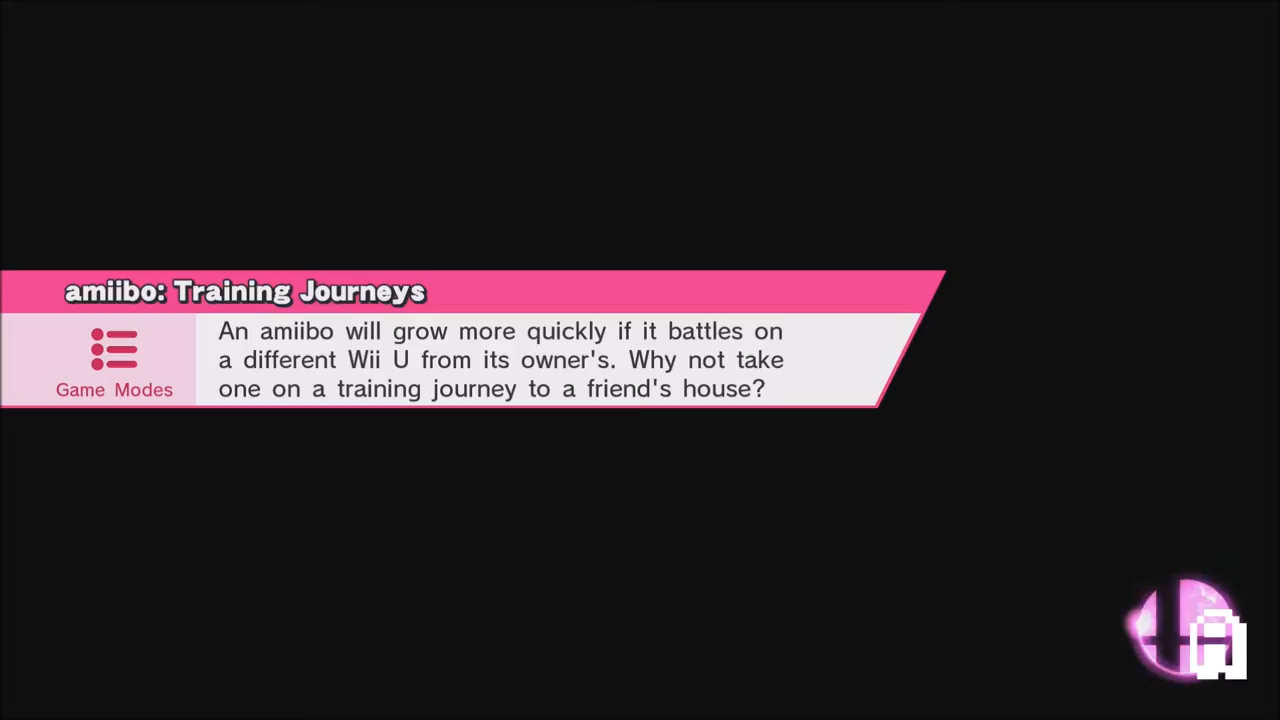 amiibo: Training Journeys
Game Modes
An amiibo will grow more quickly if it battles on
a different Wii U from its owner's. Why not take
one on a training journey to a friend's house?